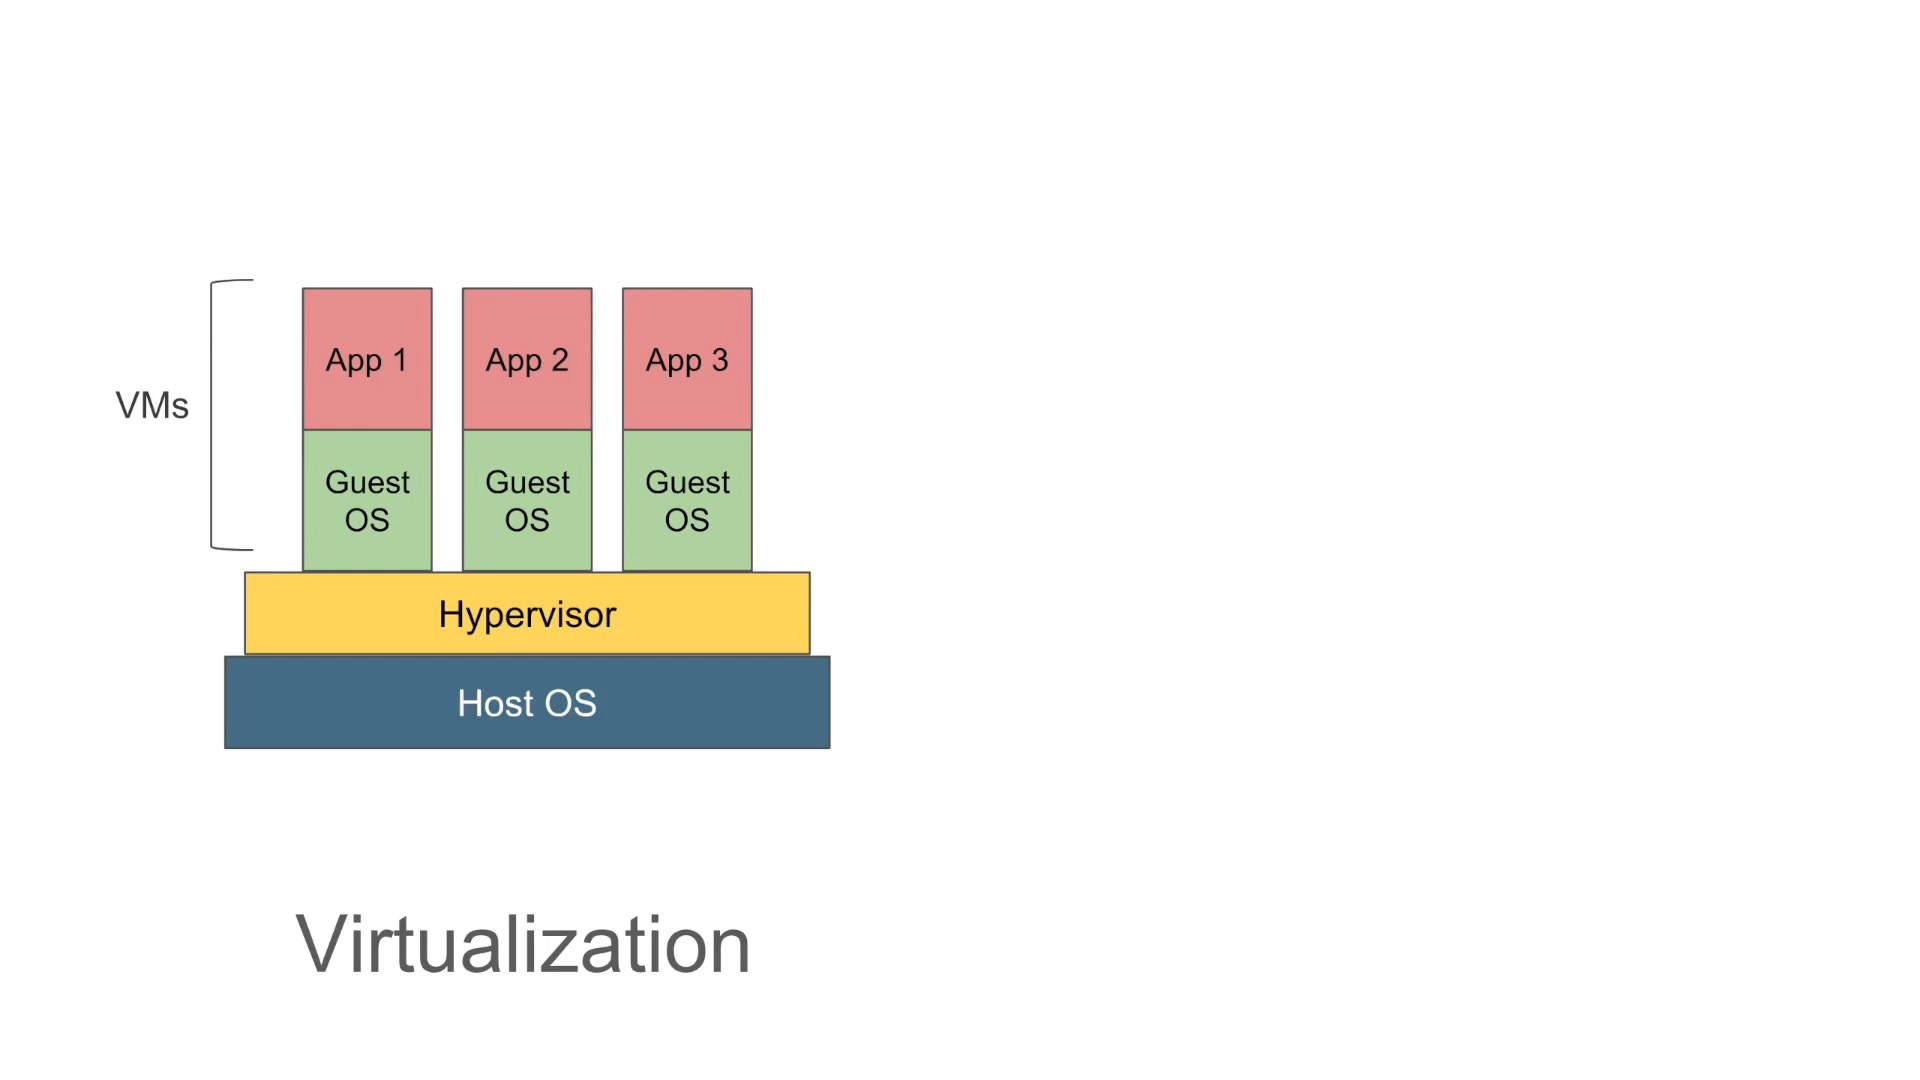 App 1
App 2
App 3
VMs
Guest
OS
Guest
OS
Guest
OS
Hypervisor
Host OS
Virtualization